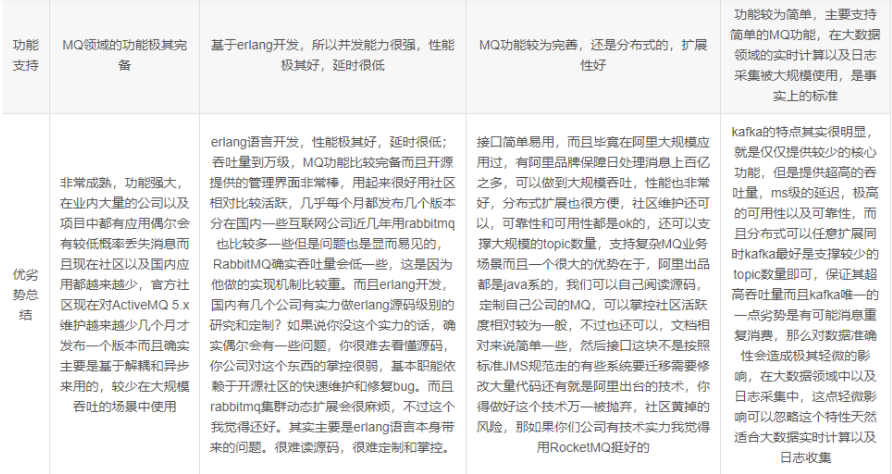 功能
支持
MQ领域的功能极其完
备
基于erlang开发，所以并发能力很强，性能
极其好，延时很低
MQ功能较为完善，还是分布式的，扩展
性好
功能较为简单，主要支持
简单的MQ功能，在大数据
领域的实时计算以及日志
采集被大规模使用，是事
实上的标准
优劣
势总
结
非常成熟，功能强大，
在业内大量的公司以及
项目中都有应用偶尔会
有较低概率丢失消息而
且现在社区以及国内应
用都越来越少，官方社
区现在对ActiveMQ 5.x
维护越来越少几个月才
发布一个版本而且确实
主要是基于解耦和异步
来用的，较少在大规模
吞吐的场景中使用
erlang语言开发，性能极其好，延时很低；
吞吐量到万级，MQ功能比较完备而且开源
提供的管理界面非常棒，用起来很好用社区
相对比较活跃，几乎每个月都发布几个版本
分在国内一些互联网公司近几年用rabbitmq
也比较多一些但是问题也是显而易见的，
RabbitMQ确实吞吐量会低一些，这是因为
他做的实现机制比较重。而且erlang开发，
国内有几个公司有实力做erlang源码级别的
研究和定制？如果说你没这个实力的话，确
实偶尔会有一些问题，你很难去看懂源码，
你公司对这个东西的掌控很弱，基本职能依
赖于开源社区的快速维护和修复bug。而且
rabbitmq集群动态扩展会很麻烦，不过这个
我觉得还好。其实主要是erlang语言本身带
来的问题。很难读源码，很难定制和掌控。
接口简单易用，而且毕竟在阿里大规模应
用过，有阿里品牌保障日处理消息上百亿
之多，可以做到大规模吞吐，性能也非常
好，分布式扩展也很方便，社区维护还可
以，可靠性和可用性都是ok的，还可以支
撑大规模的topic数量，支持复杂MQ业务
场景而且一个很大的优势在于，阿里出品
都是java系的，我们可以自己阅读源码，
定制自己公司的MQ，可以掌控社区活跃
度相对较为一般，不过也还可以，文档相
对来说简单一些，然后接口这块不是按照
标准JMS规范走的有些系统要迁移需要修
改大量代码还有就是阿里出台的技术，你
得做好这个技术万一被抛弃，社区黄掉的
风险，那如果你们公司有技术实力我觉得
用RocketMQ挺好的
kafka的特点其实很明显，
就是仅仅提供较少的核心
功能，但是提供超高的吞
吐量，ms级的延迟，极高
的可用性以及可靠性，而
且分布式可以任意扩展同
时kafka最好是支撑较少的
topic数量即可，保证其超
高吞吐量而且kafka唯一的
一点劣势是有可能消息重
复消费，那么对数据准确
性会造成极其轻微的影
响，在大数据领域中以及
日志采集中，这点轻微影
响可以忽略这个特性天然
适合大数据实时计算以及
日志收集